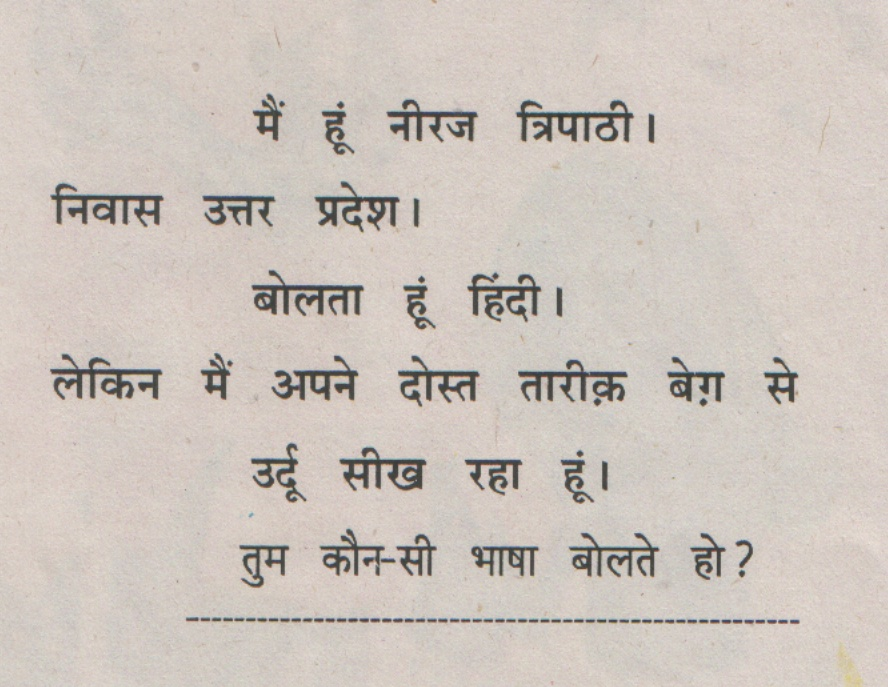 मैं हूं नीरज त्रिपाठी।
निवास उत्तर प्रदेश।
बोलता हूं हिंदी।
लेकिन मैं अपने दोस्त तारीक़ बेग़ से
उर्दू सीख रहा हूं।
तुम कौन-सी भाषा बोलते हो?